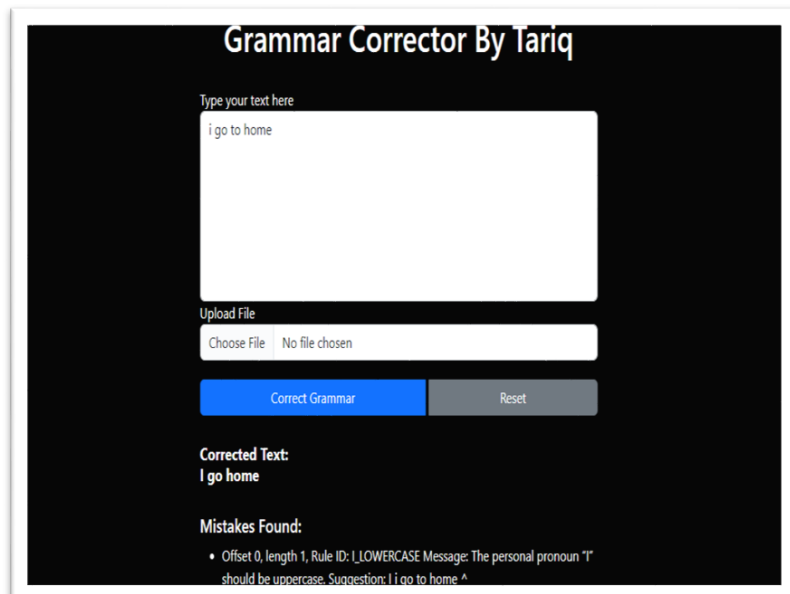 Grammar Corrector By Tariq
Type your text here
i go to home
Upload File
Choose File No file chosen
Correct Grammar Reset
Corrected Text:
I go home
Mistakes Found:
• Offset 0, length 1, Rule ID: I_LOWERCASE Message: The personal pronoun “I”
should be uppercase. Suggestion: I i go to home ^